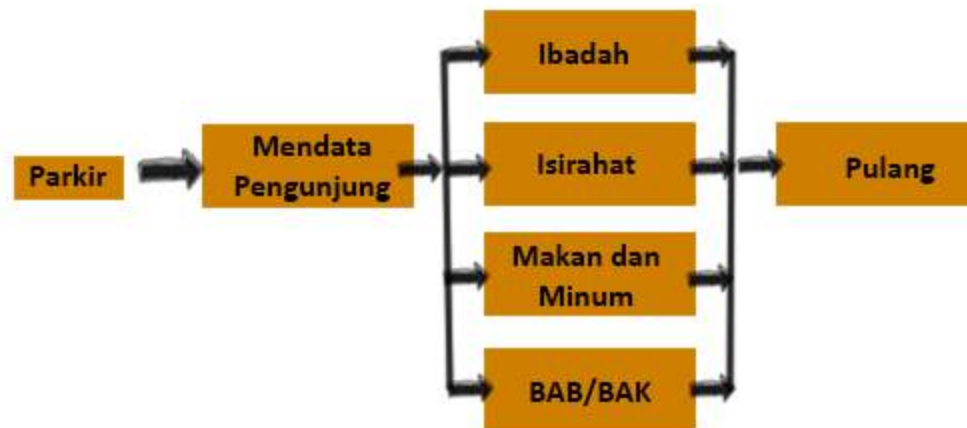 Parkir
Mendata
Pengunjung
Ibadah
Isirahat
Makan dan
Minum
BAB/BAK
Pulang